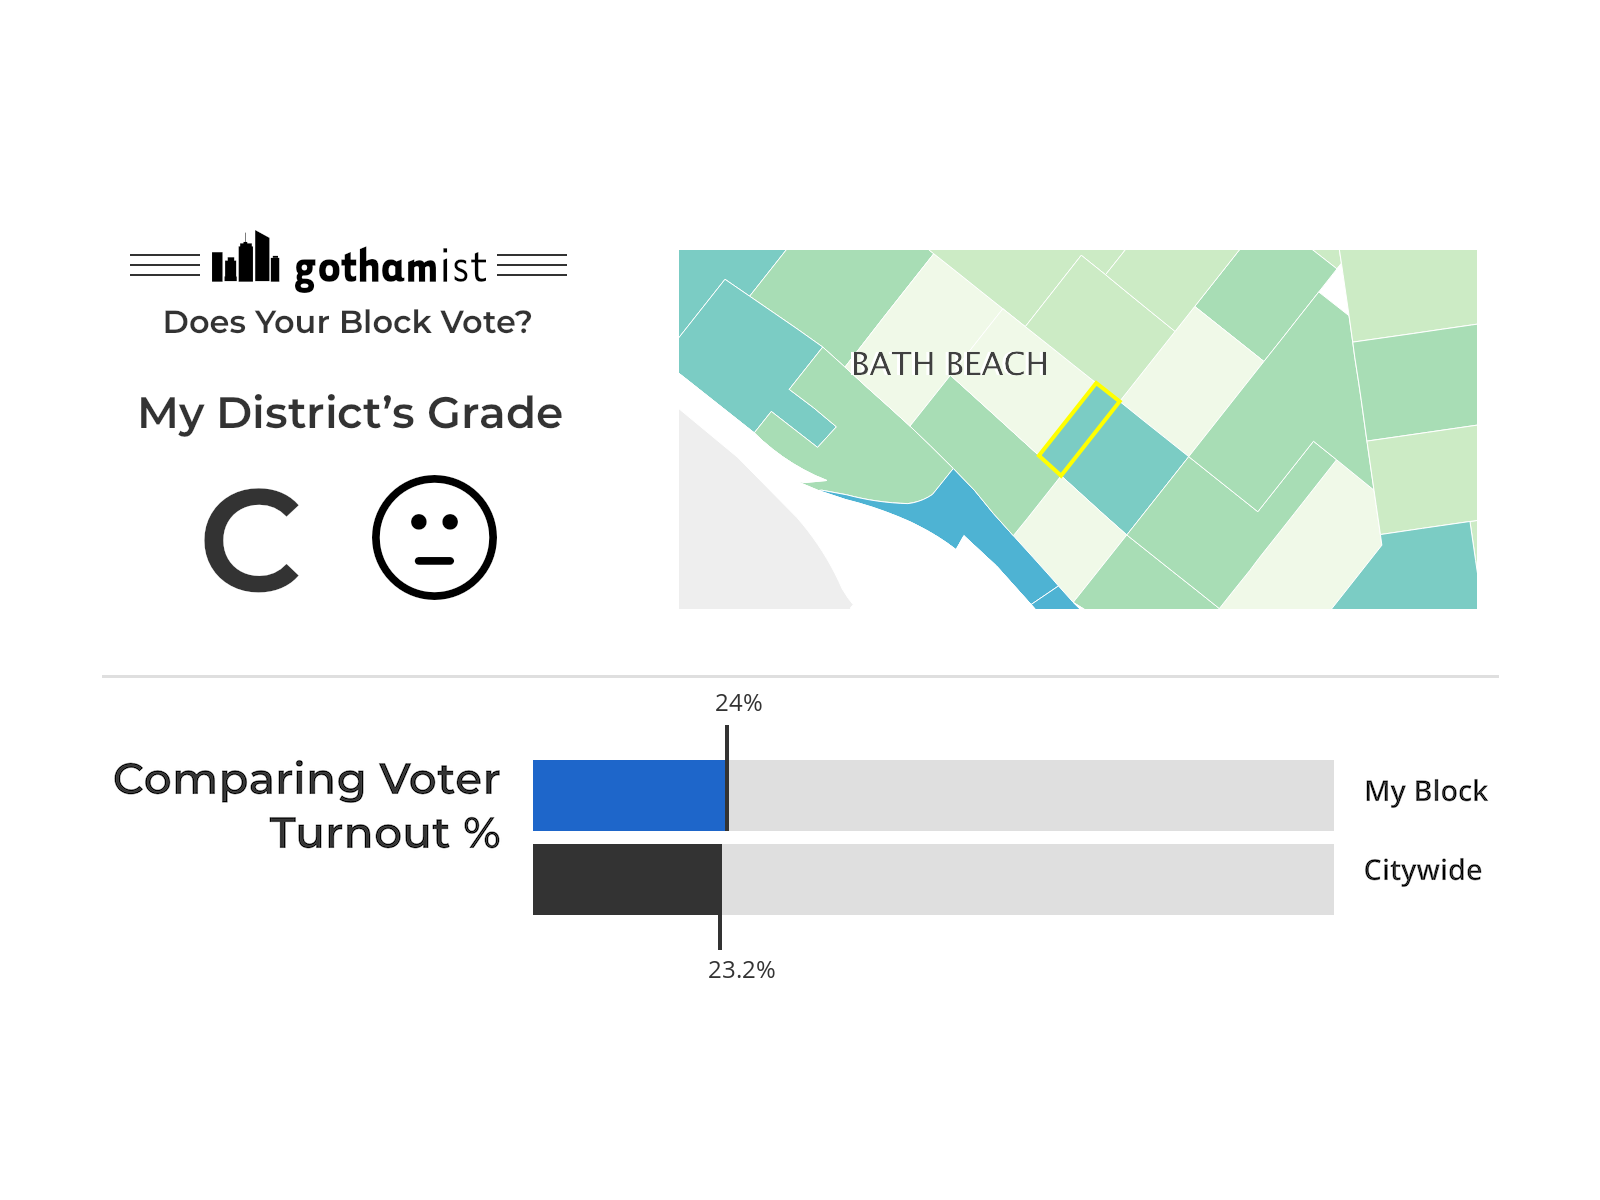 gothamist
Does Your Block Vote?
My District’s Grade
C
BATH BEACH
24%
Comparing Voter
Turnout %
My Block
Citywide
23.2%